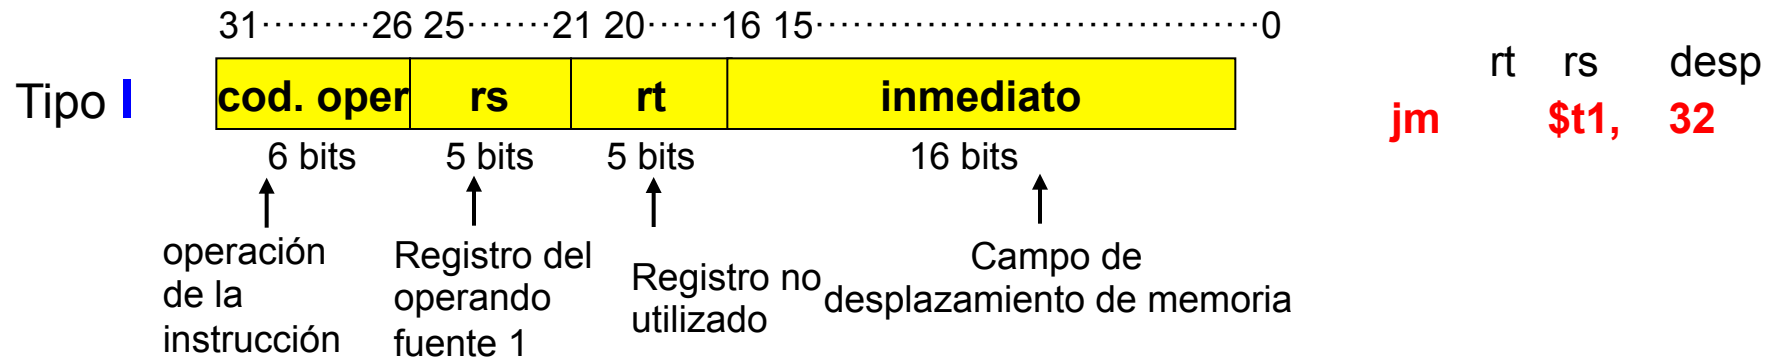 31·········26 25·······21 20······16 15·································0
rt rs desp
Tipo I
cod. oper rs rt inmediato
jm $t1, 32
6 bits 5 bits 5 bits 16 bits
operación
de la
instrucción
Registro del
operando
fuente 1
Registro no
utilizado
Campo de
desplazamiento de memoria